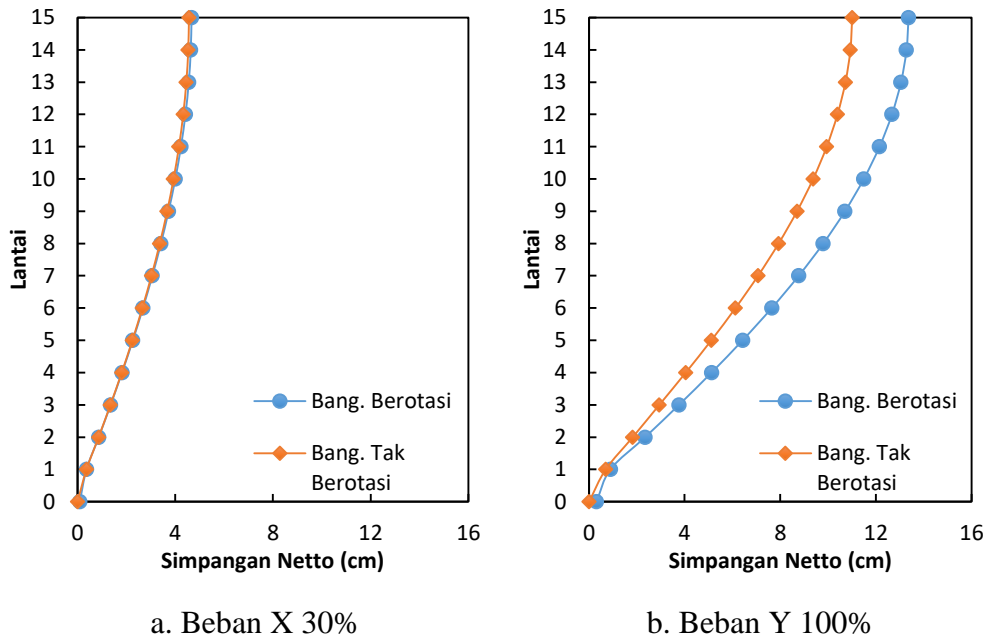 15
14
13
12
11
10
9
8
7
6
5
4
3
2
1
0
Lantai
Bang. Berotasi
Bang. Tak
Berotasi
0 4 8 12 16
Simpangan Netto (cm)
a. Beban X 30%
15
14
13
12
11
10
9
8
7
6
5
4
3
2
1
0
Lantai
Bang. Berotasi
Bang. Tak
Berotasi
0 4 8 12 16
Simpangan Netto (cm)
b. Beban Y 100%